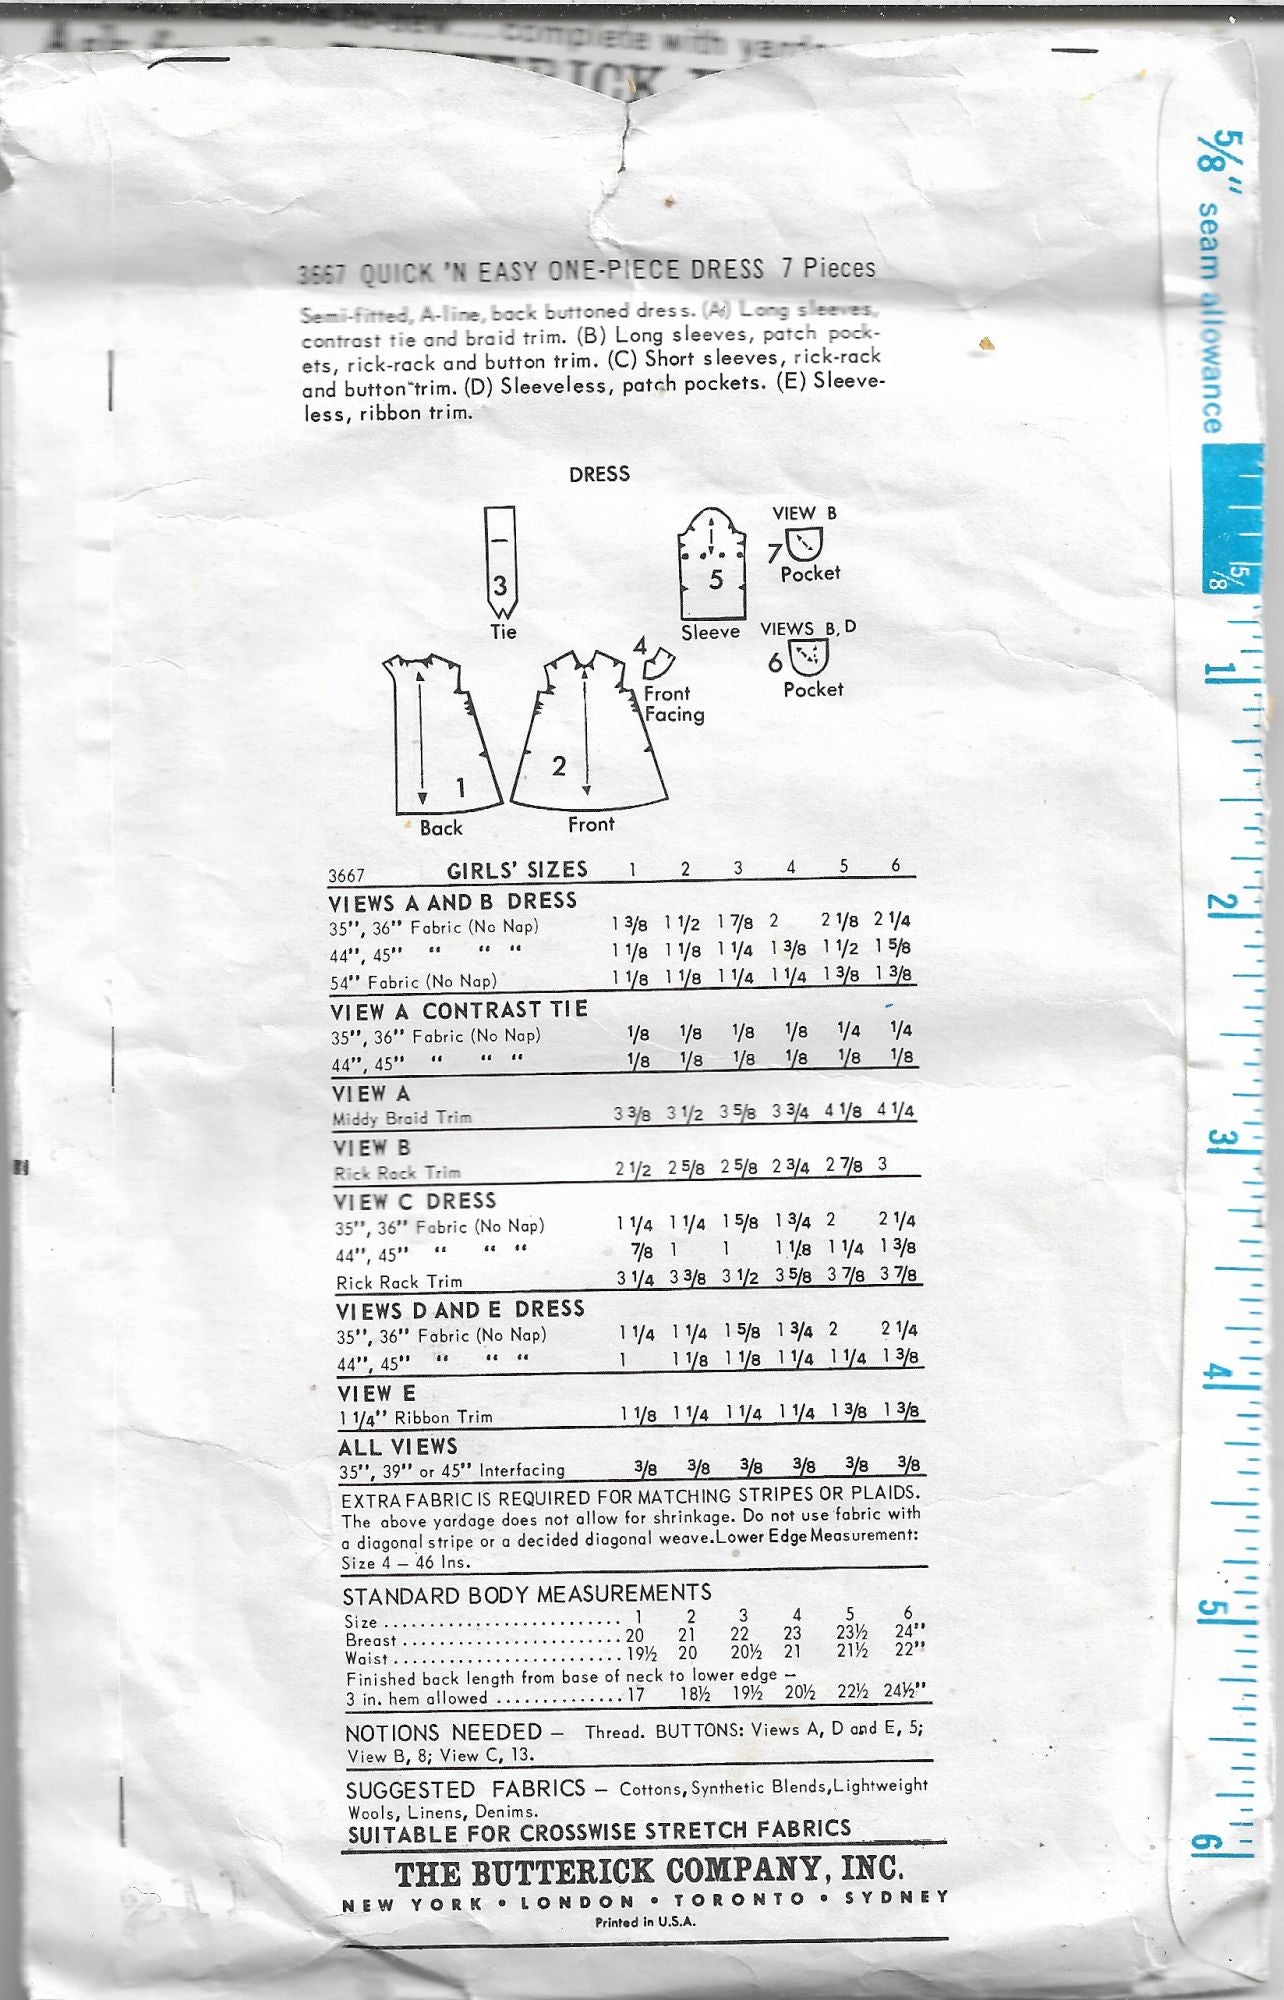 complete with
3667 QUICK 'N EASY ONE-PIECE DRESS 7 Pieces
Semi-fitted, A-line, back buttoned dress. (A) Long sleeves,
contrast tie and braid trim. (B) Long sleeves, patch pock-
ets, rick-rack and button trim. (C) Short sleeves, rick-rack
and button trim. (D) Sleeveless, patch pockets. (E) Sleeve-
less, ribbon trim.
DRESS
3
Tie
5
Sleeve
VIEW B
7
Pocket
VIEWS B, D
6
Pocket
4
Front
Facing
1
Back
2
Front
3667 GIRLS' SIZES 1 2 3 4 5 6
VIEWS A AND B DRESS
35", 36" Fabric (No Nap) 1 3/8 1 1/2 1 7/8 2 2 1/8 2 1/4
44", 45" " " " 1 1/8 1 1/8 1 1/4 1 3/8 1 1/2 1 5/8
54" Fabric (No Nap) 1 1/8 1 1/8 1 1/4 1 1/4 1 3/8 1 3/8
VIEW A CONTRAST TIE
35", 36" Fabric (No Nap) 1/8 1/8 1/8 1/8 1/4 1/4
44", 45" " " " 1/8 1/8 1/8 1/8 1/8 1/8
VIEW A
Middy Braid Trim 3 3/8 3 1/2 3 5/8 3 3/4 4 1/8 4 1/4
VIEW B
Rick Rack Trim 2 1/2 2 5/8 2 5/8 2 3/4 2 7/8 3
VIEW C DRESS
35", 36" Fabric (No Nap) 1 1/4 1 1/4 1 5/8 1 3/4 2 2 1/4
44", 45" " " " 7/8 1 1 1 1/8 1 1/4 1 3/8
Rick Rack Trim 3 1/4 3 3/8 3 1/2 3 5/8 3 7/8 3 7/8
VIEWS D AND E DRESS
35", 36" Fabric (No Nap) 1 1/4 1 1/4 1 5/8 1 3/4 2 2 1/4
44", 45" " " " 1 1 1/8 1 1/8 1 1/4 1 1/4 1 3/8
VIEW E
1 1/4" Ribbon Trim 1 1/8 1 1/4 1 1/4 1 1/4 1 3/8 1 3/8
ALL VIEWS
35", 39" or 45" Interfacing 3/8 3/8 3/8 3/8 3/8 3/8
EXTRA FABRIC IS REQUIRED FOR MATCHING STRIPES OR PLAIDS.
The above yardage does not allow for shrinkage. Do not use fabric with
a diagonal stripe or a decided diagonal weave. Lower Edge Measurement:
Size 4 – 46 Ins.
STANDARD BODY MEASUREMENTS
Size ........................... 1 2 3 4 5 6
Breast ........................ 20 21 22 23 23½ 24"
Waist ......................... 19½ 20 20½ 21 21½ 22"
Finished back length from base of neck to lower edge –
3 in. hem allowed .............. 17 18½ 19½ 20½ 22½ 24½"
NOTIONS NEEDED – Thread. BUTTONS: Views A, D and E, 5;
View B, 8; View C, 13.
SUGGESTED FABRICS – Cottons, Synthetic Blends, Lightweight
Wools, Linens, Denims.
SUITABLE FOR CROSSWISE STRETCH FABRICS
THE BUTTERICK COMPANY, INC.
NEW YORK • LONDON • TORONTO • SYDNEY
Printed in U.S.A.
5/8" seam allowance
5/8
1
2
3
4
5
6